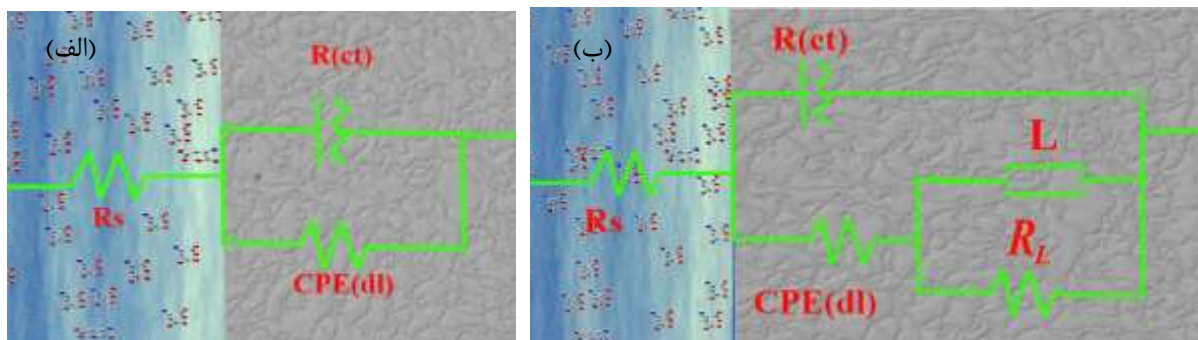 (الف)
R(ct)
Rs
CPE(dl)
(ب)
R(ct)
L
Rs
R_L
CPE(dl)